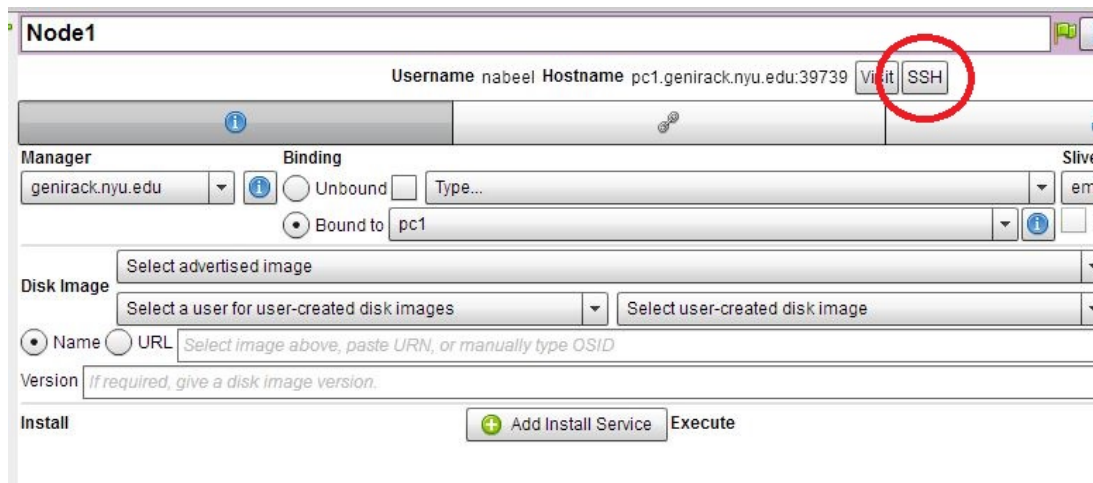 Node1
Username nabeel Hostname pc1.genirack.nyu.edu:39739 Visit SSH
Manager Binding
genirack.nyu.edu Unbound Type...
Bound to pc1
Select advertised image
Disk Image
Select a user for user-created disk images Select user-created disk image
Name URL Select image above, paste URN, or manually type OSID
Version If required, give a disk image version.
Install Add Install Service Execute